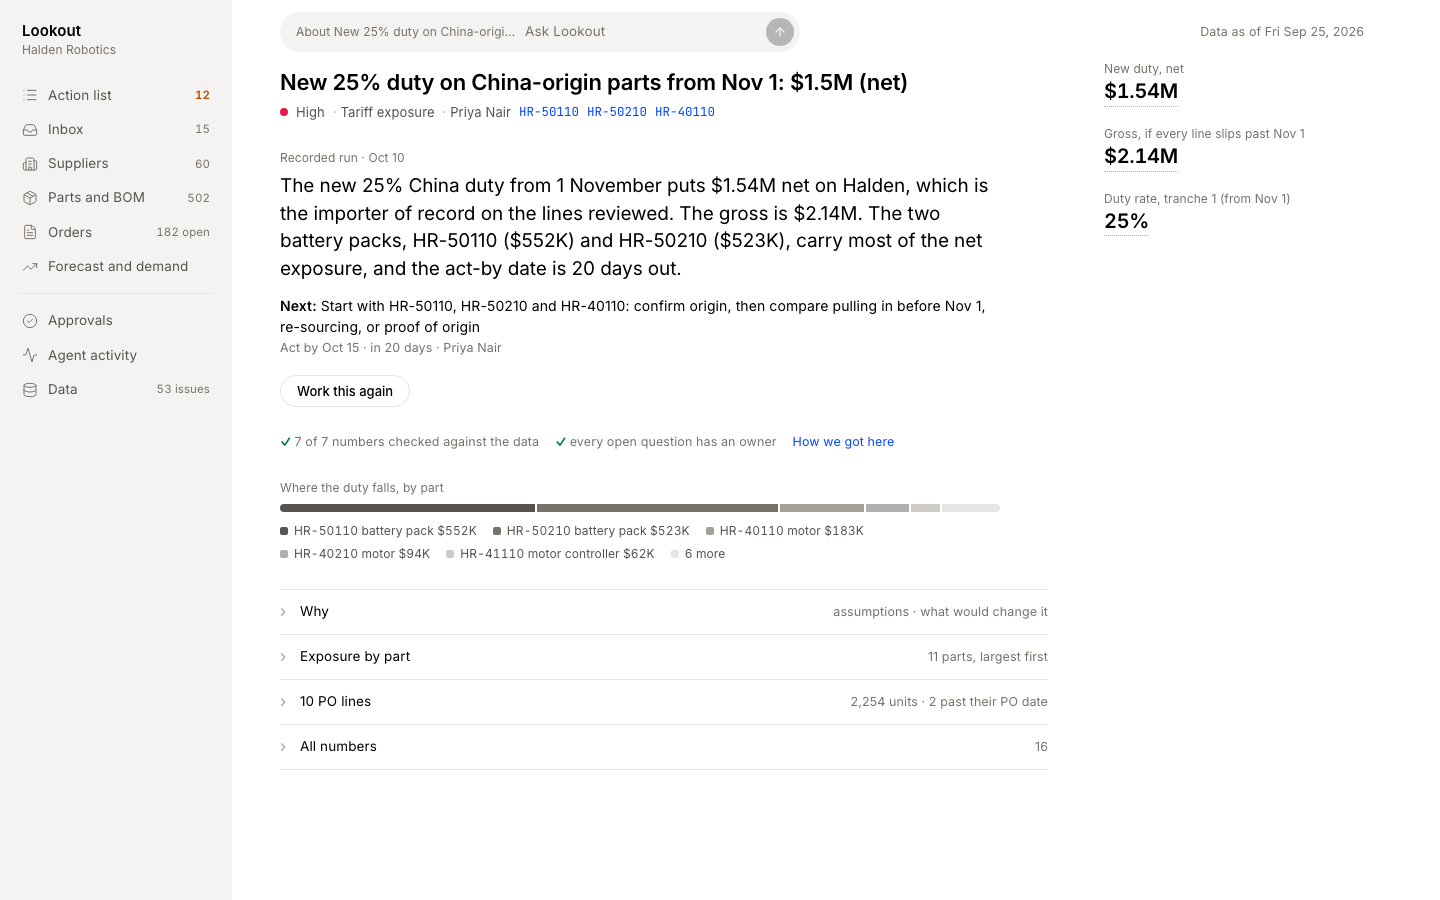 Lookout
Halden Robotics
Action list 12
Inbox 15
Suppliers 60
Parts and BOM 502
Orders 182 open
Forecast and demand
Approvals
Agent activity
Data 53 issues
About New 25% duty on China-origi... Ask Lookout
Data as of Fri Sep 25, 2026
New 25% duty on China-origin parts from Nov 1: $1.5M (net)
High · Tariff exposure · Priya Nair HR-50110 HR-50210 HR-40110
Recorded run · Oct 10
The new 25% China duty from 1 November puts $1.54M net on Halden, which is
the importer of record on the lines reviewed. The gross is $2.14M. The two
battery packs, HR-50110 ($552K) and HR-50210 ($523K), carry most of the net
exposure, and the act-by date is 20 days out.
Next: Start with HR-50110, HR-50210 and HR-40110: confirm origin, then compare pulling in before Nov 1,
re-sourcing, or proof of origin
Act by Oct 15 · in 20 days · Priya Nair
Work this again
7 of 7 numbers checked against the data every open question has an owner How we got here
Where the duty falls, by part
HR-50110 battery pack $552K HR-50210 battery pack $523K HR-40110 motor $183K
HR-40210 motor $94K HR-41110 motor controller $62K 6 more
Why assumptions · what would change it
Exposure by part 11 parts, largest first
10 PO lines 2,254 units · 2 past their PO date
All numbers 16
New duty, net
$1.54M
Gross, if every line slips past Nov 1
$2.14M
Duty rate, tranche 1 (from Nov 1)
25%